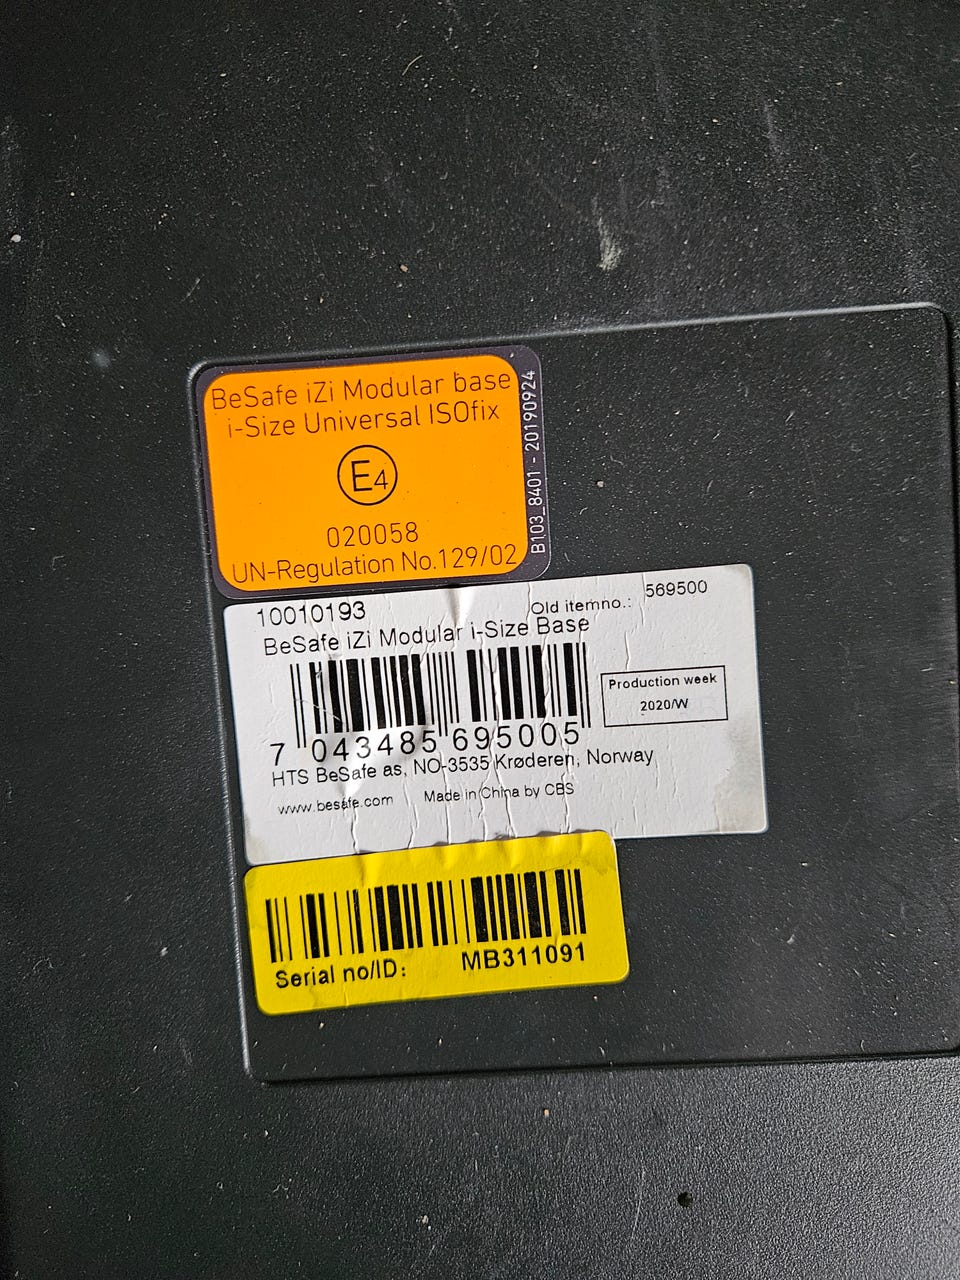 BeSafe iZi Modular base
i-Size Universal ISOfix
E4
020058
UN-Regulation No.129/02
B103_8401 - 20190924
10010193
Old itemno.: 569500
BeSafe iZi Modular i-Size Base
Production week
2020/W
7 043485 695005
HTS BeSafe as, NO-3535 Krøderen, Norway
www.besafe.com Made in China by CBS
Serial no/ID: MB311091